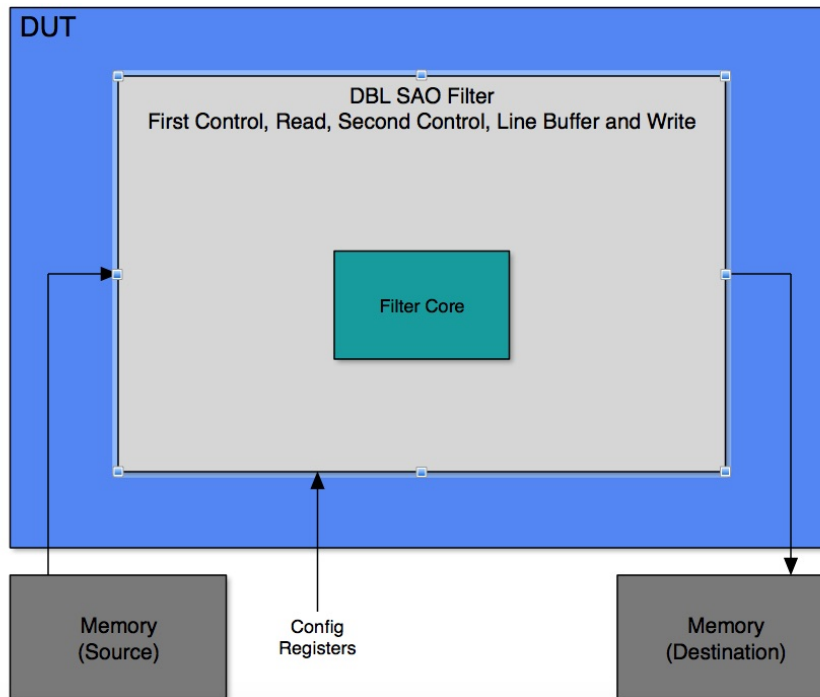 DUT
DBL SAO Filter
First Control, Read, Second Control, Line Buffer and Write
Filter Core
Memory
(Source)
Config
Registers
Memory
(Destination)